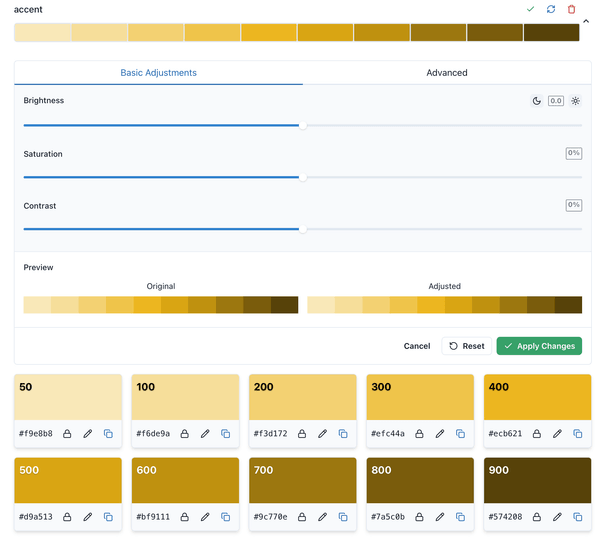 accent
Basic Adjustments
Advanced
Brightness
0.0
Saturation
0%
Contrast
0%
Preview
Original
Adjusted
Cancel
Reset
Apply Changes
50
100
200
300
400
#f9e8b8
#f6de9a
#f3d172
#efc44a
#ecb621
500
600
700
800
900
#d9a513
#bf9111
#9c770e
#7a5c0b
#574208